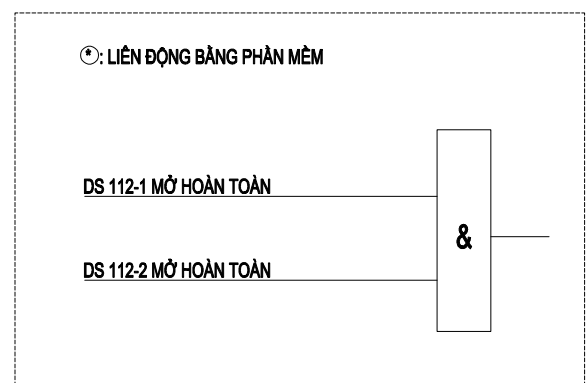 (*): LIÊN ĐỘNG BẰNG PHẦN MỀM
DS 112-1 MỞ HOÀN TOÀN
&
DS 112-2 MỞ HOÀN TOÀN